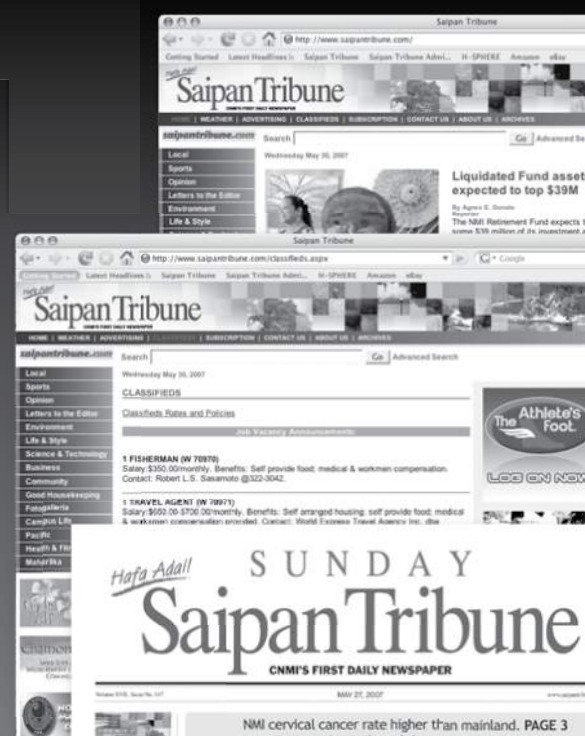 Saipan Tribune
http://www.saipantribune.com/
Getting Started Latest Headlines Saipan Tribune Saipan Tribune Admi... H-SPHERE Amazon eBay
Hafa Adai!
Saipan Tribune
CNMI'S FIRST DAILY NEWSPAPER
HOME | WEATHER | ADVERTISING | CLASSIFIEDS | SUBSCRIPTION | CONTACT US | ABOUT US | ARCHIVES
saipantribune.com
Search
Go
Advanced Se
Local
Sports
Opinion
Letters to the Editor
Environment
Life & Style
Wednesday May 30, 2007
Liquidated Fund asset
expected to top $39M
By Agnes E. Donato
Reporter
The NMI Retirement Fund expects
some $39 million of its investment
Saipan Tribune
http://www.saipantribune.com/classifieds.aspx
Google
Getting Started Latest Headlines Saipan Tribune Saipan Tribune Admi... H-SPHERE Amazon eBay
Hafa Adai!
Saipan Tribune
CNMI'S FIRST DAILY NEWSPAPER
HOME | WEATHER | ADVERTISING | CLASSIFIEDS | SUBSCRIPTION | CONTACT US | ABOUT US | ARCHIVES
saipantribune.com
Search
Go
Advanced Search
Local
Sports
Opinion
Letters to the Editor
Environment
Life & Style
Science & Technology
Business
Community
Good Housekeeping
Fotogalleria
Campus Life
Pacific
Health & Fitn
Maharlika
Wednesday May 30, 2007
CLASSIFIEDS
Classifieds Rates and Policies
Job Vacancy Announcements
1 FISHERMAN (W 70970)
Salary:$350.00/monthly. Benefits: Self provide food; medical & workmen compensation.
Contact: Robert L.S. Sasamoto @322-3042.
1 TRAVEL AGENT (W 70971)
Salary:$650.00-$700.00/monthly. Benefits: Self arranged housing; self provide food; medical
& workmen compensation provided. Contact: World Express Travel Agency Inc. dba
The Athlete's Foot.
LOG ON NOW
Hafa Adai!
SUNDAY
Saipan Tribune
CNMI'S FIRST DAILY NEWSPAPER
MAY 27, 2007
NMI cervical cancer rate higher than mainland. PAGE 3